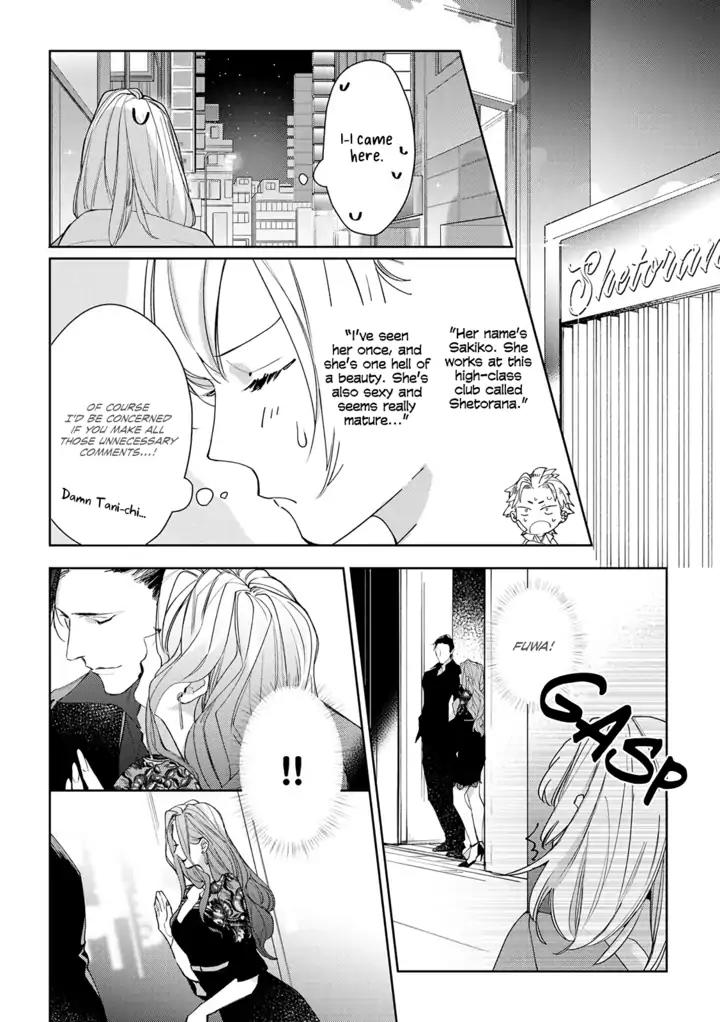 I-I came
here.
Shetoran
"Her name's
Sakiko. She
works at this
high-class
club called
Shetorana."
"I've seen
her once, and
she's one hell of
a beauty. She's
also sexy and
seems really
mature..."
OF COURSE
I'D BE CONCERNED
IF YOU MAKE ALL
THOSE UNNECESSARY
COMMENTS...!
Damn Tani-chi...
FUWA!
GASP
!!